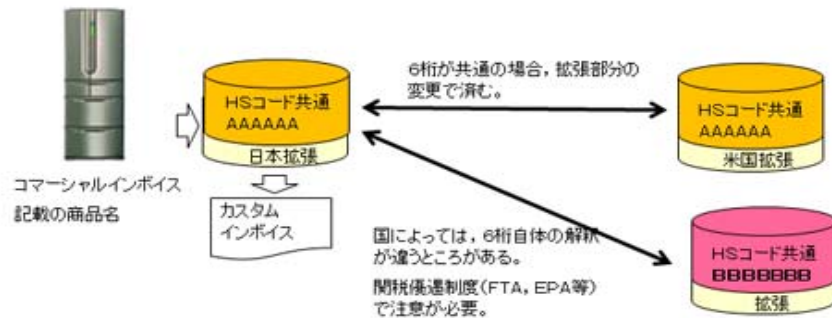 コマーシャルインボイス
記載の商品名
HSコード共通
AAAAAA
日本拡張
カスタム
インボイス
6桁が共通の場合，拡張部分の
変更で済む。
HSコード共通
AAAAAA
米国拡張
国によっては，6桁自体の解釈
が違うところがある。
関税優遇制度(FTA，EPA等)
で注意が必要。
HSコード共通
BBBBBBB
拡張